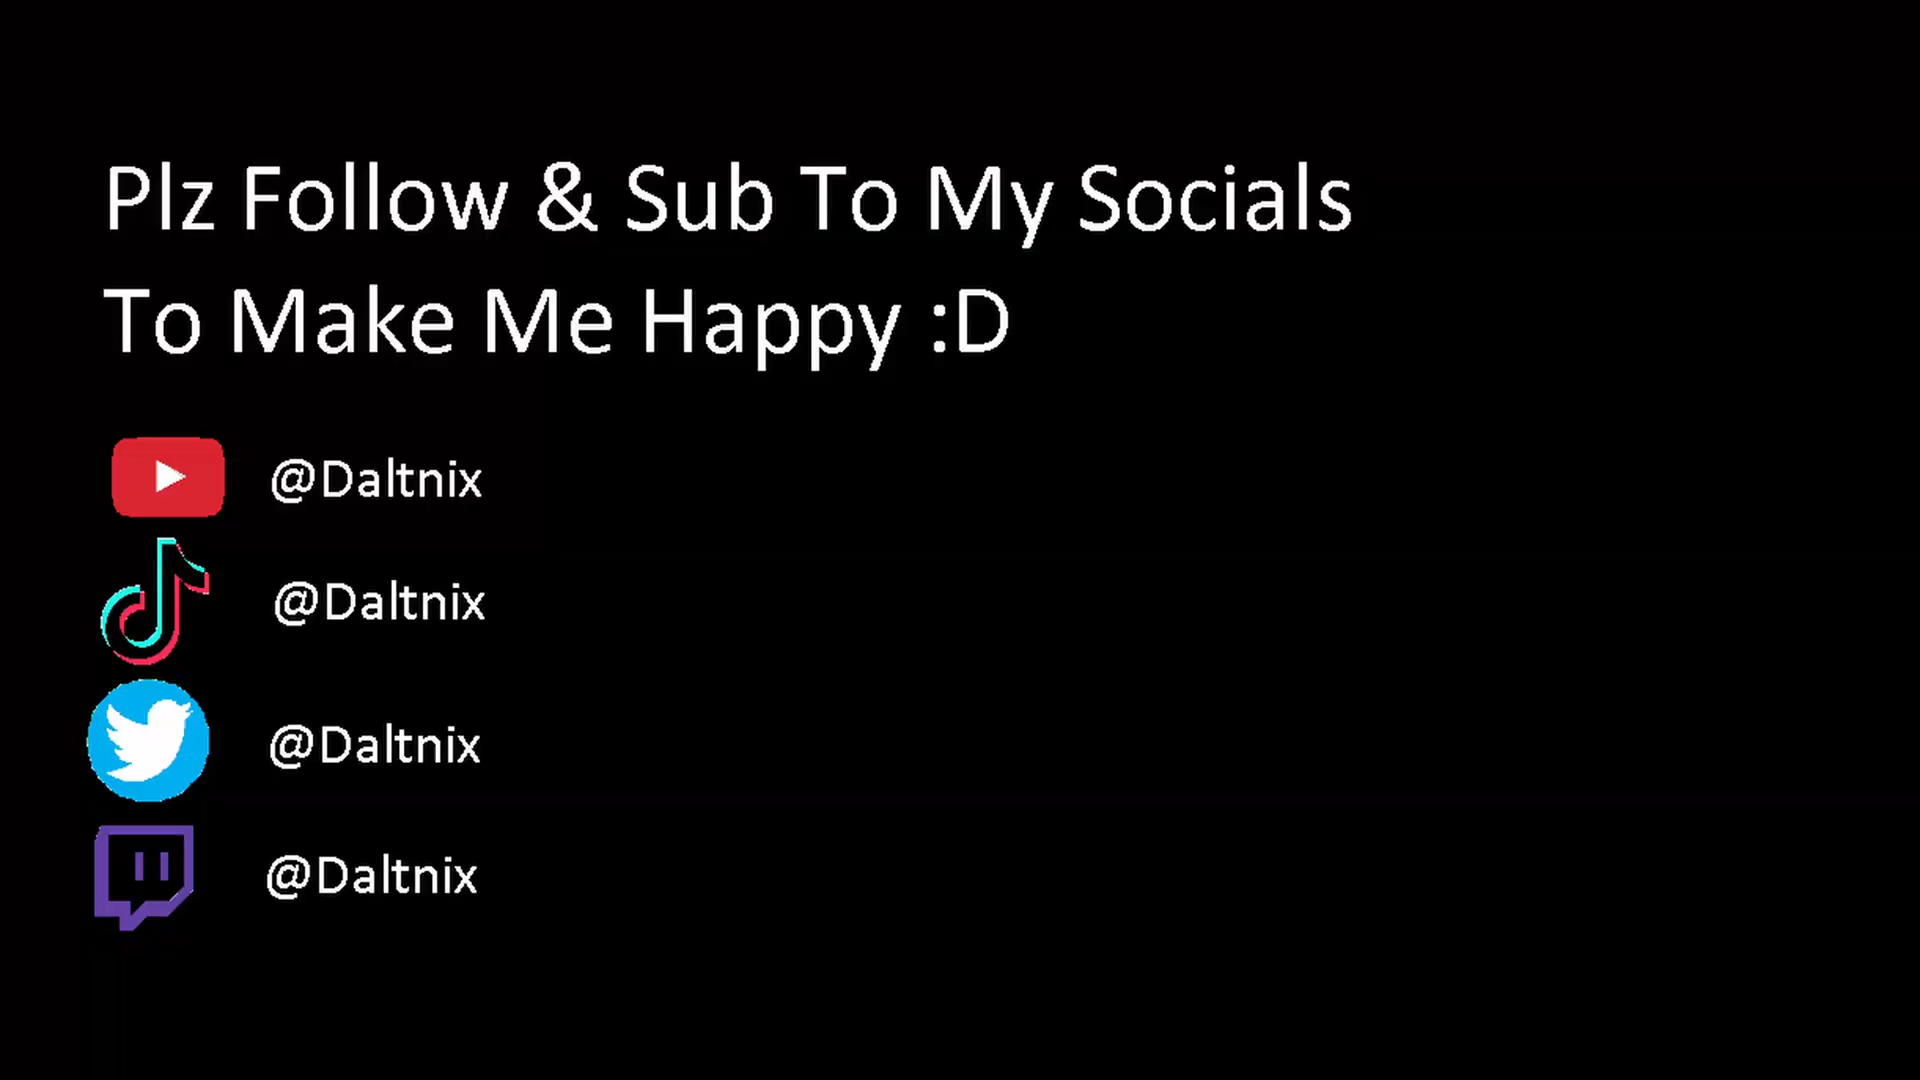 Plz Follow & Sub To My Socials
To Make Me Happy :D
@Daltnix
@Daltnix
@Daltnix
@Daltnix